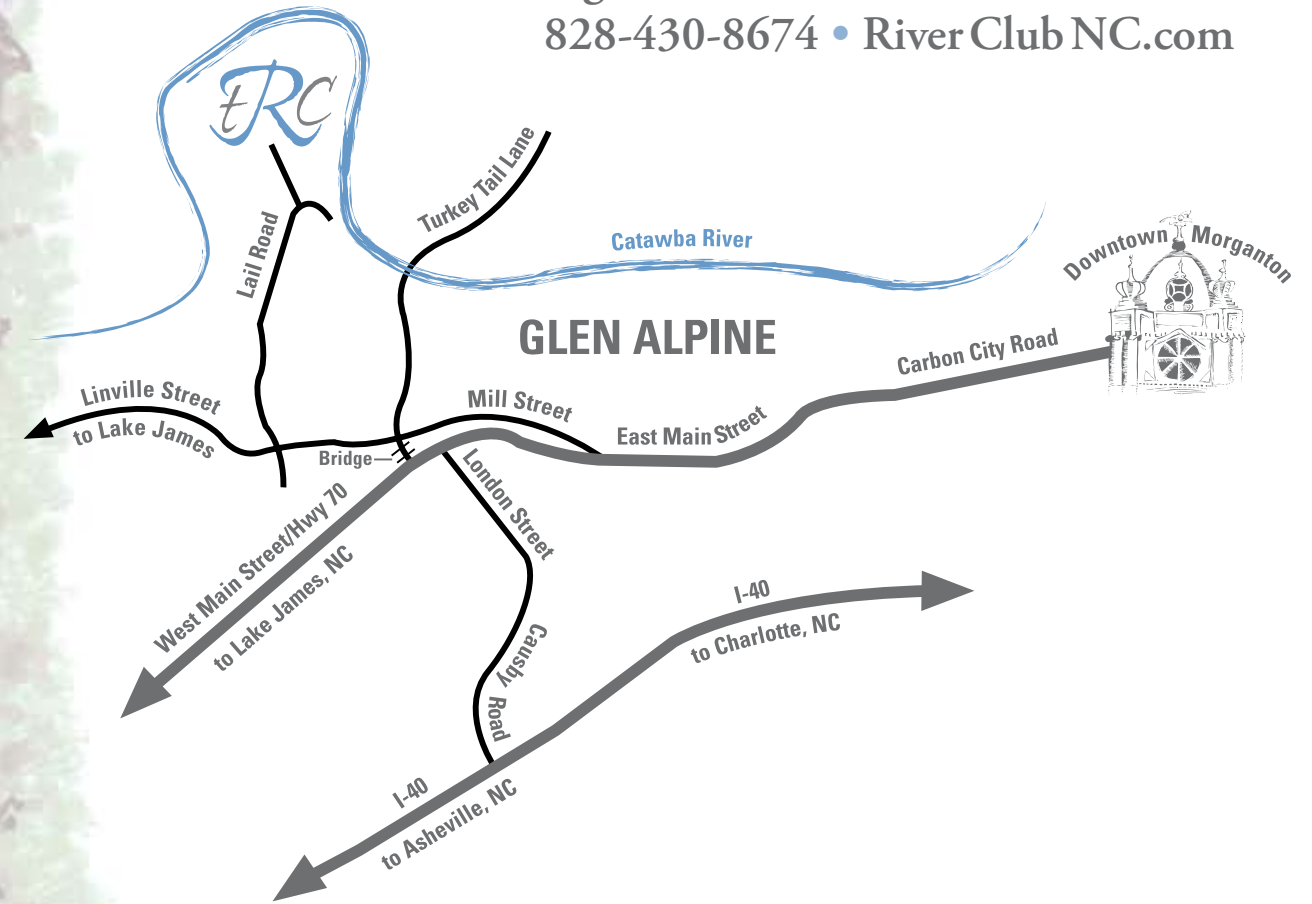 828-430-8674 • River Club NC.com
tRC
Turkey Tail Lane
Lail Road
Catawba River
Downtown Morganton
GLEN ALPINE
Carbon City Road
Linville Street
to Lake James
Mill Street
East Main Street
Bridge
London Street
West Main Street/Hwy 70
to Lake James, NC
I-40
to Charlotte, NC
Causby Road
I-40
to Asheville, NC